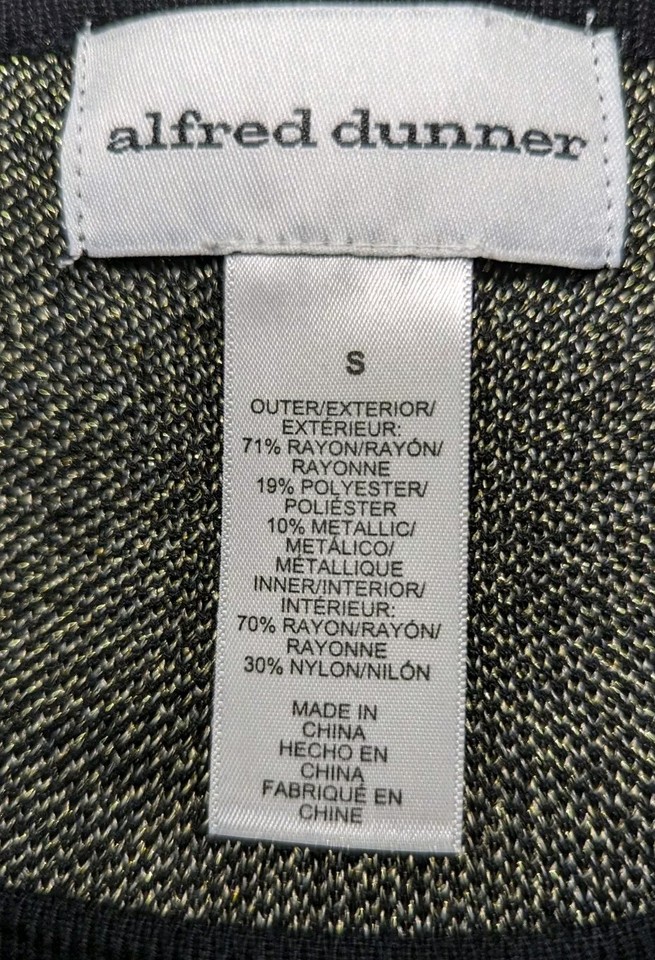 alfred dunner
S
OUTER/EXTERIOR/
EXTÉRIEUR:
71% RAYON/RAYÓN/
RAYONNE
19% POLYESTER/
POLIÉSTER
10% METALLIC/
METÁLICO/
MÉTALLIQUE
INNER/INTERIOR/
INTÉRIEUR:
70% RAYON/RAYÓN/
RAYONNE
30% NYLON/NILÓN
MADE IN
CHINA
HECHO EN
CHINA
FABRIQUÉ EN
CHINE